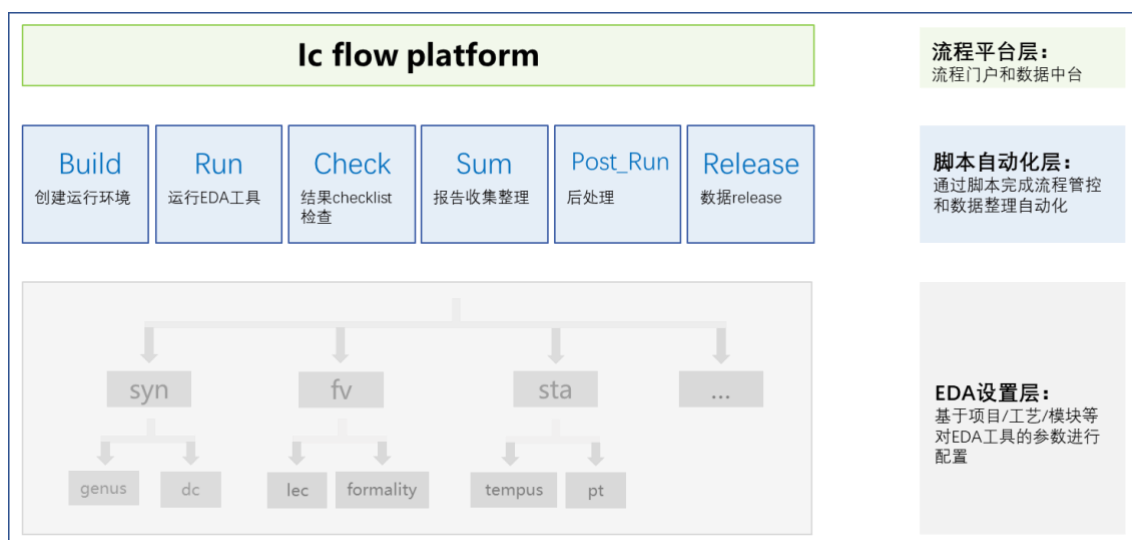 Ic flow platform
流程平台层：
流程门户和数据中台
Build
创建运行环境
Run
运行EDA工具
Check
结果checklist
检查
Sum
报告收集整理
Post_Run
后处理
Release
数据release
脚本自动化层：
通过脚本完成流程管控
和数据整理自动化
syn
fv
sta
...
genus
dc
lec
formality
tempus
pt
EDA设置层：
基于项目/工艺/模块等
对EDA工具的参数进行
配置